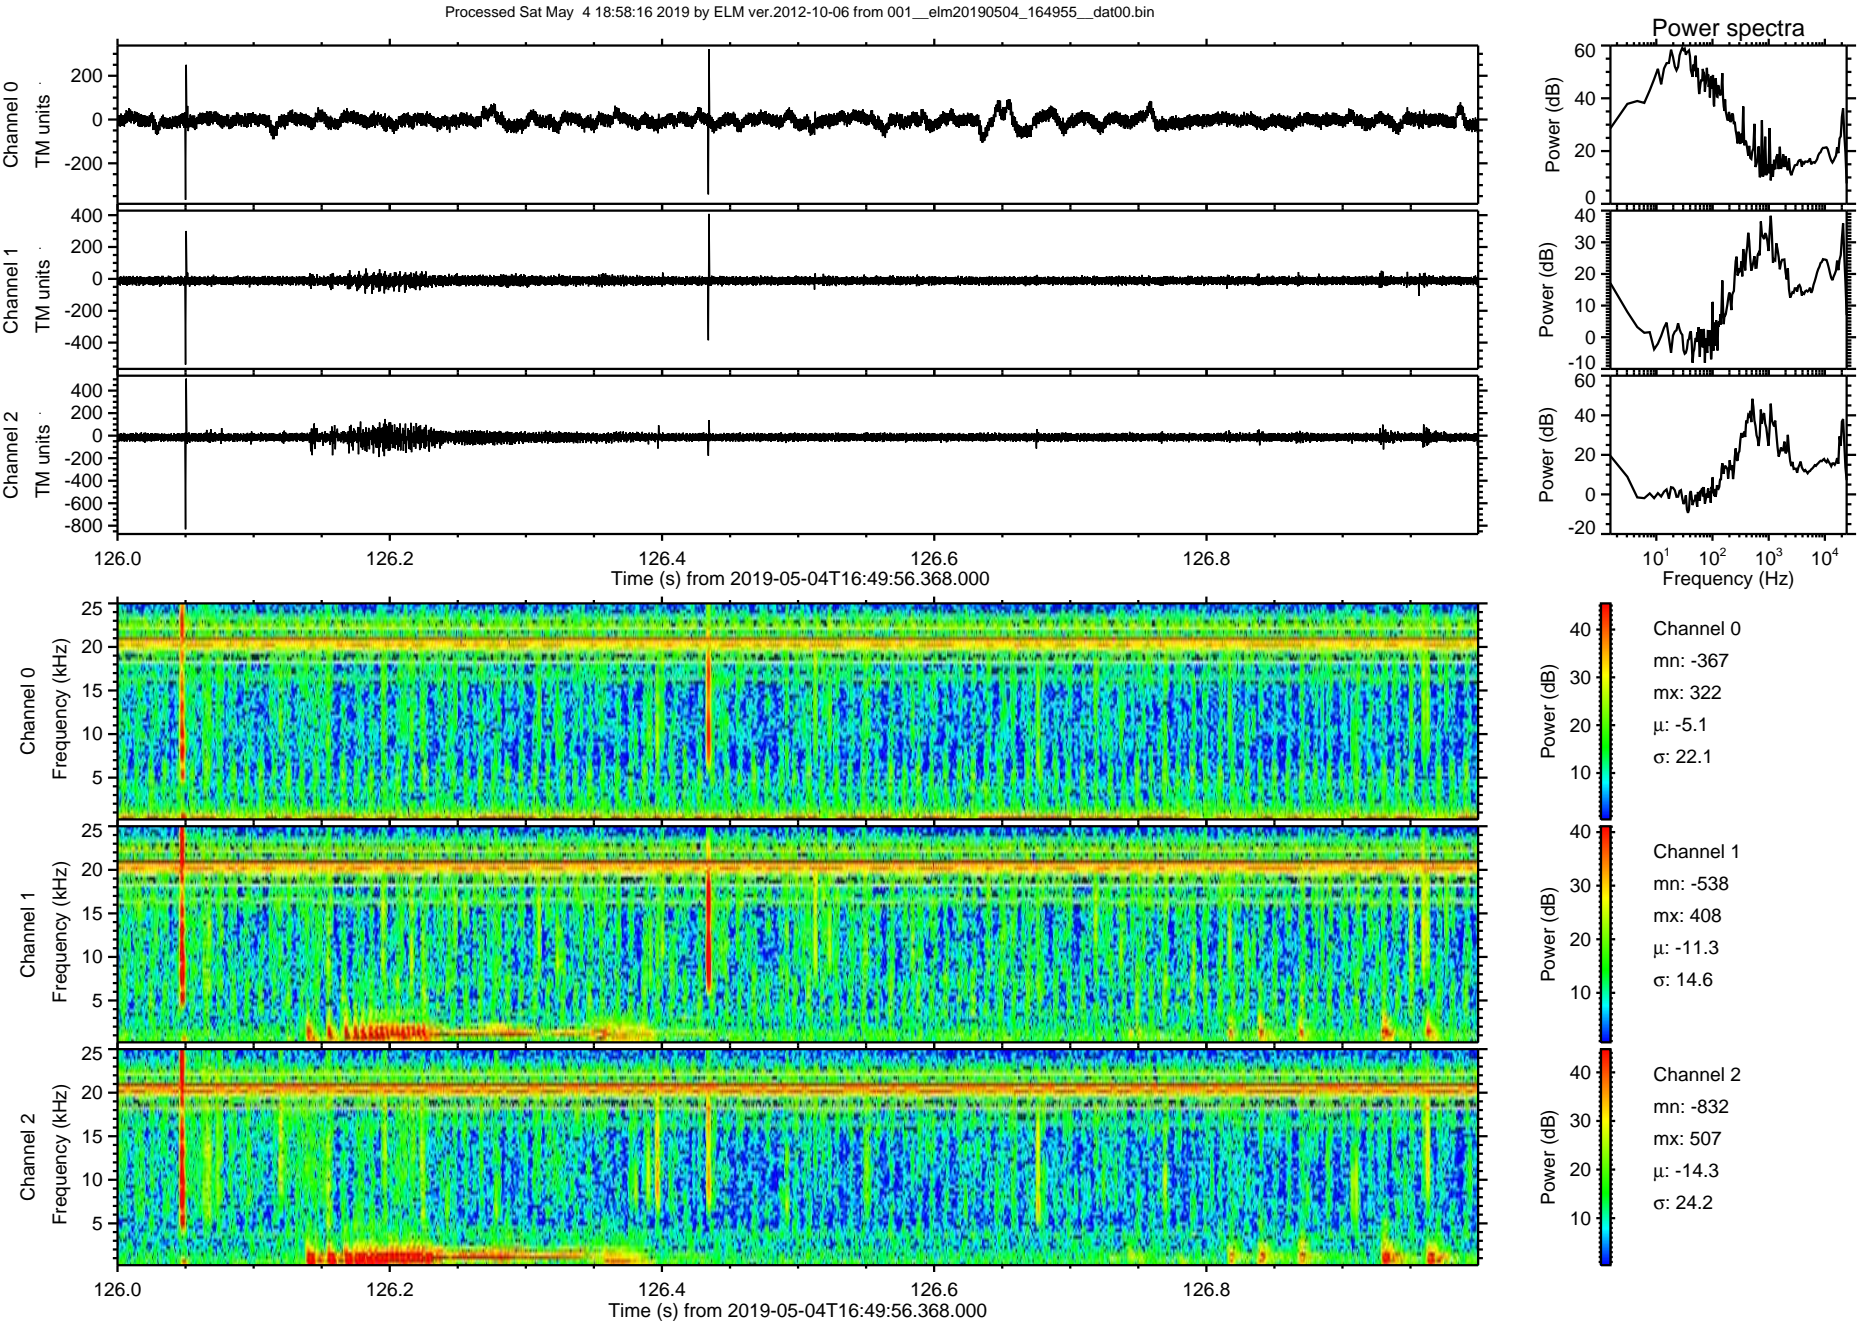 Processed Sat May  4 18:58:16 2019 by ELM ver.2012-10-06 from 001__elm20190504_164955__dat00.bin
Power spectra
Channel 0
TM units
200
0
-200
Power (dB)
60
40
20
0
Channel 1
TM units
400
200
0
-200
-400
Power (dB)
40
30
20
10
0
-10
Channel 2
TM units
400
200
0
-200
-400
-600
-800
Power (dB)
60
40
20
0
-20
126.0 126.2 126.4 126.6 126.8
Time (s) from 2019-05-04T16:49:56.368.000
10^1 10^2 10^3 10^4
Frequency (Hz)
Channel 0
Frequency (kHz)
25
20
15
10
5
Power (dB)
40
30
20
10
Channel 0
mn: -367
mx: 322
μ: -5.1
σ: 22.1
Channel 1
Frequency (kHz)
25
20
15
10
5
Power (dB)
40
30
20
10
Channel 1
mn: -538
mx: 408
μ: -11.3
σ: 14.6
Channel 2
Frequency (kHz)
25
20
15
10
5
Power (dB)
40
30
20
10
Channel 2
mn: -832
mx: 507
μ: -14.3
σ: 24.2
126.0 126.2 126.4 126.6 126.8
Time (s) from 2019-05-04T16:49:56.368.000